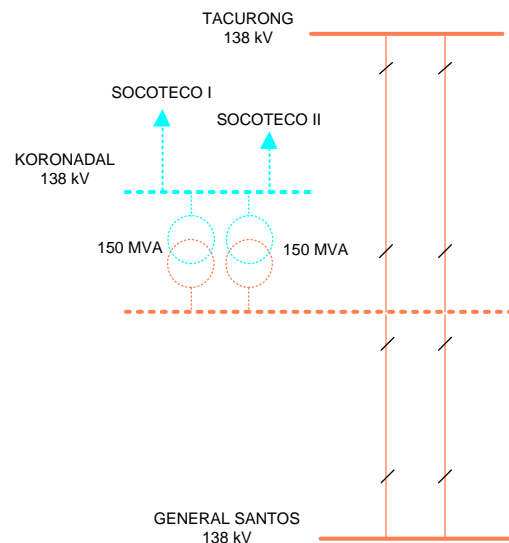 TACURONG
138 kV
SOCOTECO I
SOCOTECO II
KORONADAL
138 kV
150 MVA
150 MVA
GENERAL SANTOS
138 kV